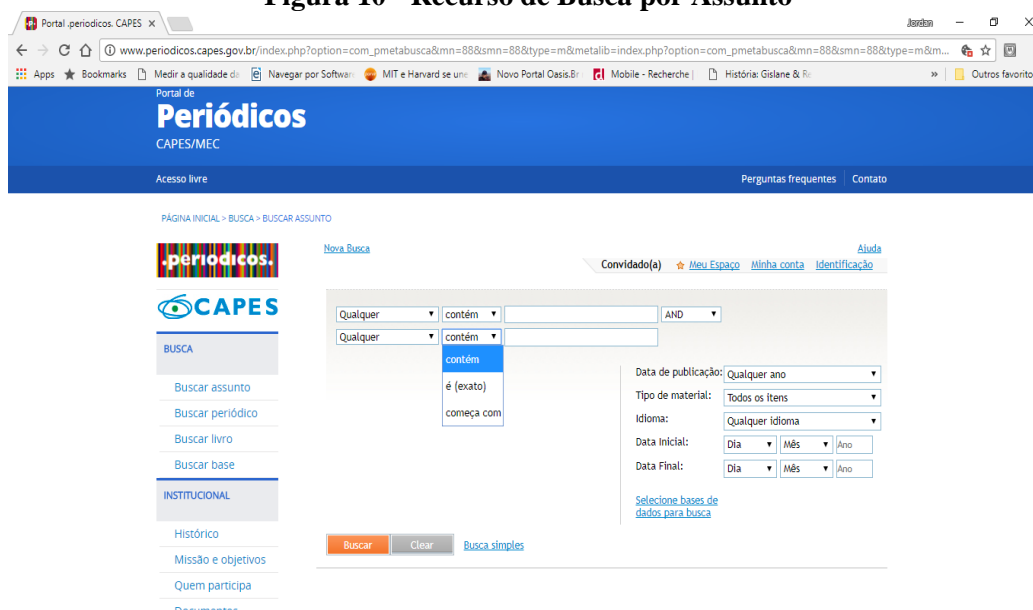 Figura 10 - Recurso de Busca por Assunto
Portal .periodicos. CAPES
Jordan
www.periodicos.capes.gov.br/index.php?option=com_pmetabusca&mn=88&smn=88&type=m&metalib=index.php?option=com_pmetabusca&mn=88&smn=88&type=m&m...
Apps Bookmarks Medir a qualidade da Navegar por Software MIT e Harvard se une Novo Portal Oasis.Br Mobile - Recherche | História: Gislane & Re » Outros favorito
Portal de
Periódicos
CAPES/MEC
Acesso livre Perguntas frequentes Contato
PÁGINA INICIAL > BUSCA > BUSCAR ASSUNTO
.periodicos.
Nova Busca Ajuda
Convidado(a) Meu Espaço Minha conta Identificação
CAPES
Qualquer contém AND
Qualquer contém
contém
é (exato)
começa com
BUSCA
Buscar assunto
Buscar periódico
Buscar livro
Buscar base
Data de publicação: Qualquer ano
Tipo de material: Todos os itens
Idioma: Qualquer idioma
Data Inicial: Dia Mês Ano
Data Final: Dia Mês Ano
Selecione bases de
dados para busca
INSTITUCIONAL
Histórico
Missão e objetivos
Quem participa
Documentos
Buscar Clear Busca simples